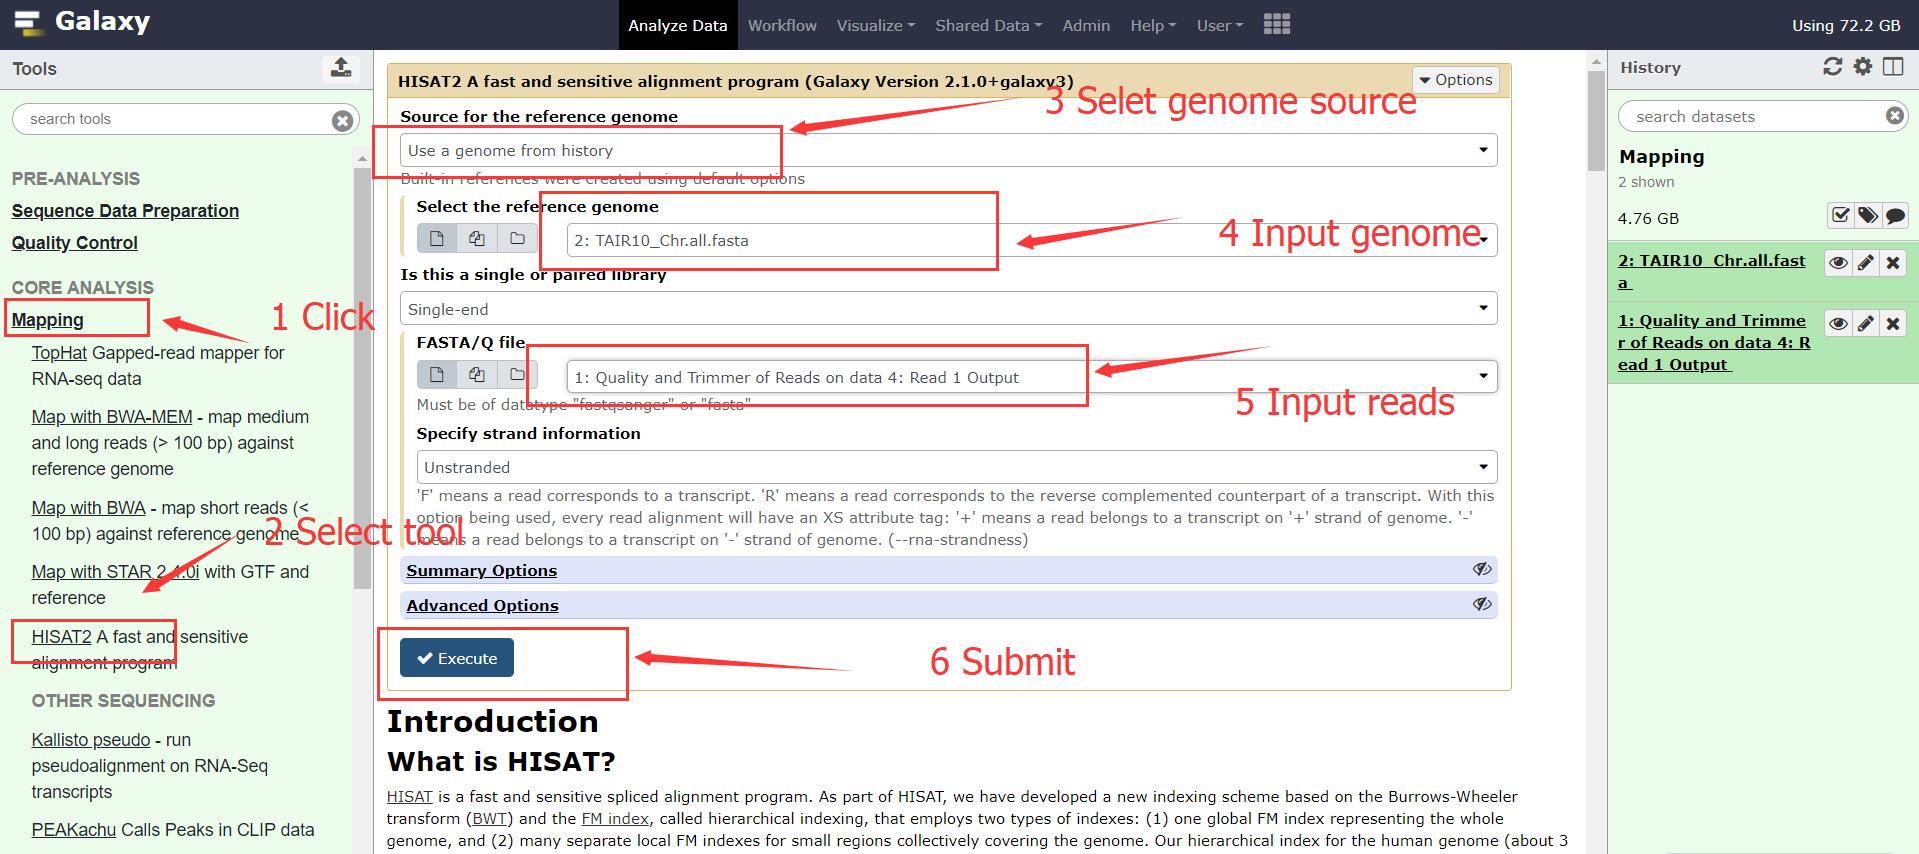 Galaxy
Analyze Data Workflow Visualize Shared Data Admin Help User
Using 72.2 GB
Tools
search tools
PRE-ANALYSIS
Sequence Data Preparation
Quality Control
CORE ANALYSIS
Mapping
1 Click
TopHat Gapped-read mapper for
RNA-seq data
Map with BWA-MEM - map medium
and long reads (> 100 bp) against
reference genome
Map with BWA - map short reads (<
100 bp) against reference genome
2 Select tool
Map with STAR 2.4.0i with GTF and
reference
HISAT2 A fast and sensitive
alignment program
OTHER SEQUENCING
Kallisto pseudo - run
pseudoalignment on RNA-Seq
transcripts
PEAKachu Calls Peaks in CLIP data
HISAT2 A fast and sensitive alignment program (Galaxy Version 2.1.0+galaxy3)
Options
3 Selet genome source
Source for the reference genome
Use a genome from history
Built-in references were created using default options
Select the reference genome
2: TAIR10_Chr.all.fasta
4 Input genome
Is this a single or paired library
Single-end
FASTA/Q file
1: Quality and Trimmer of Reads on data 4: Read 1 Output
5 Input reads
Must be of datatype "fastqsanger" or "fasta"
Specify strand information
Unstranded
'F' means a read corresponds to a transcript. 'R' means a read corresponds to the reverse complemented counterpart of a transcript. With this
option being used, every read alignment will have an XS attribute tag: '+' means a read belongs to a transcript on '+' strand of genome. '-'
means a read belongs to a transcript on '-' strand of genome. (--rna-strandness)
Summary Options
Advanced Options
Execute
6 Submit
Introduction
What is HISAT?
HISAT is a fast and sensitive spliced alignment program. As part of HISAT, we have developed a new indexing scheme based on the Burrows-Wheeler
transform (BWT) and the FM index, called hierarchical indexing, that employs two types of indexes: (1) one global FM index representing the whole
genome, and (2) many separate local FM indexes for small regions collectively covering the genome. Our hierarchical index for the human genome (about 3
History
search datasets
Mapping
2 shown
4.76 GB
2: TAIR10_Chr.all.fast
a
1: Quality and Trimme
r of Reads on data 4: R
ead 1 Output